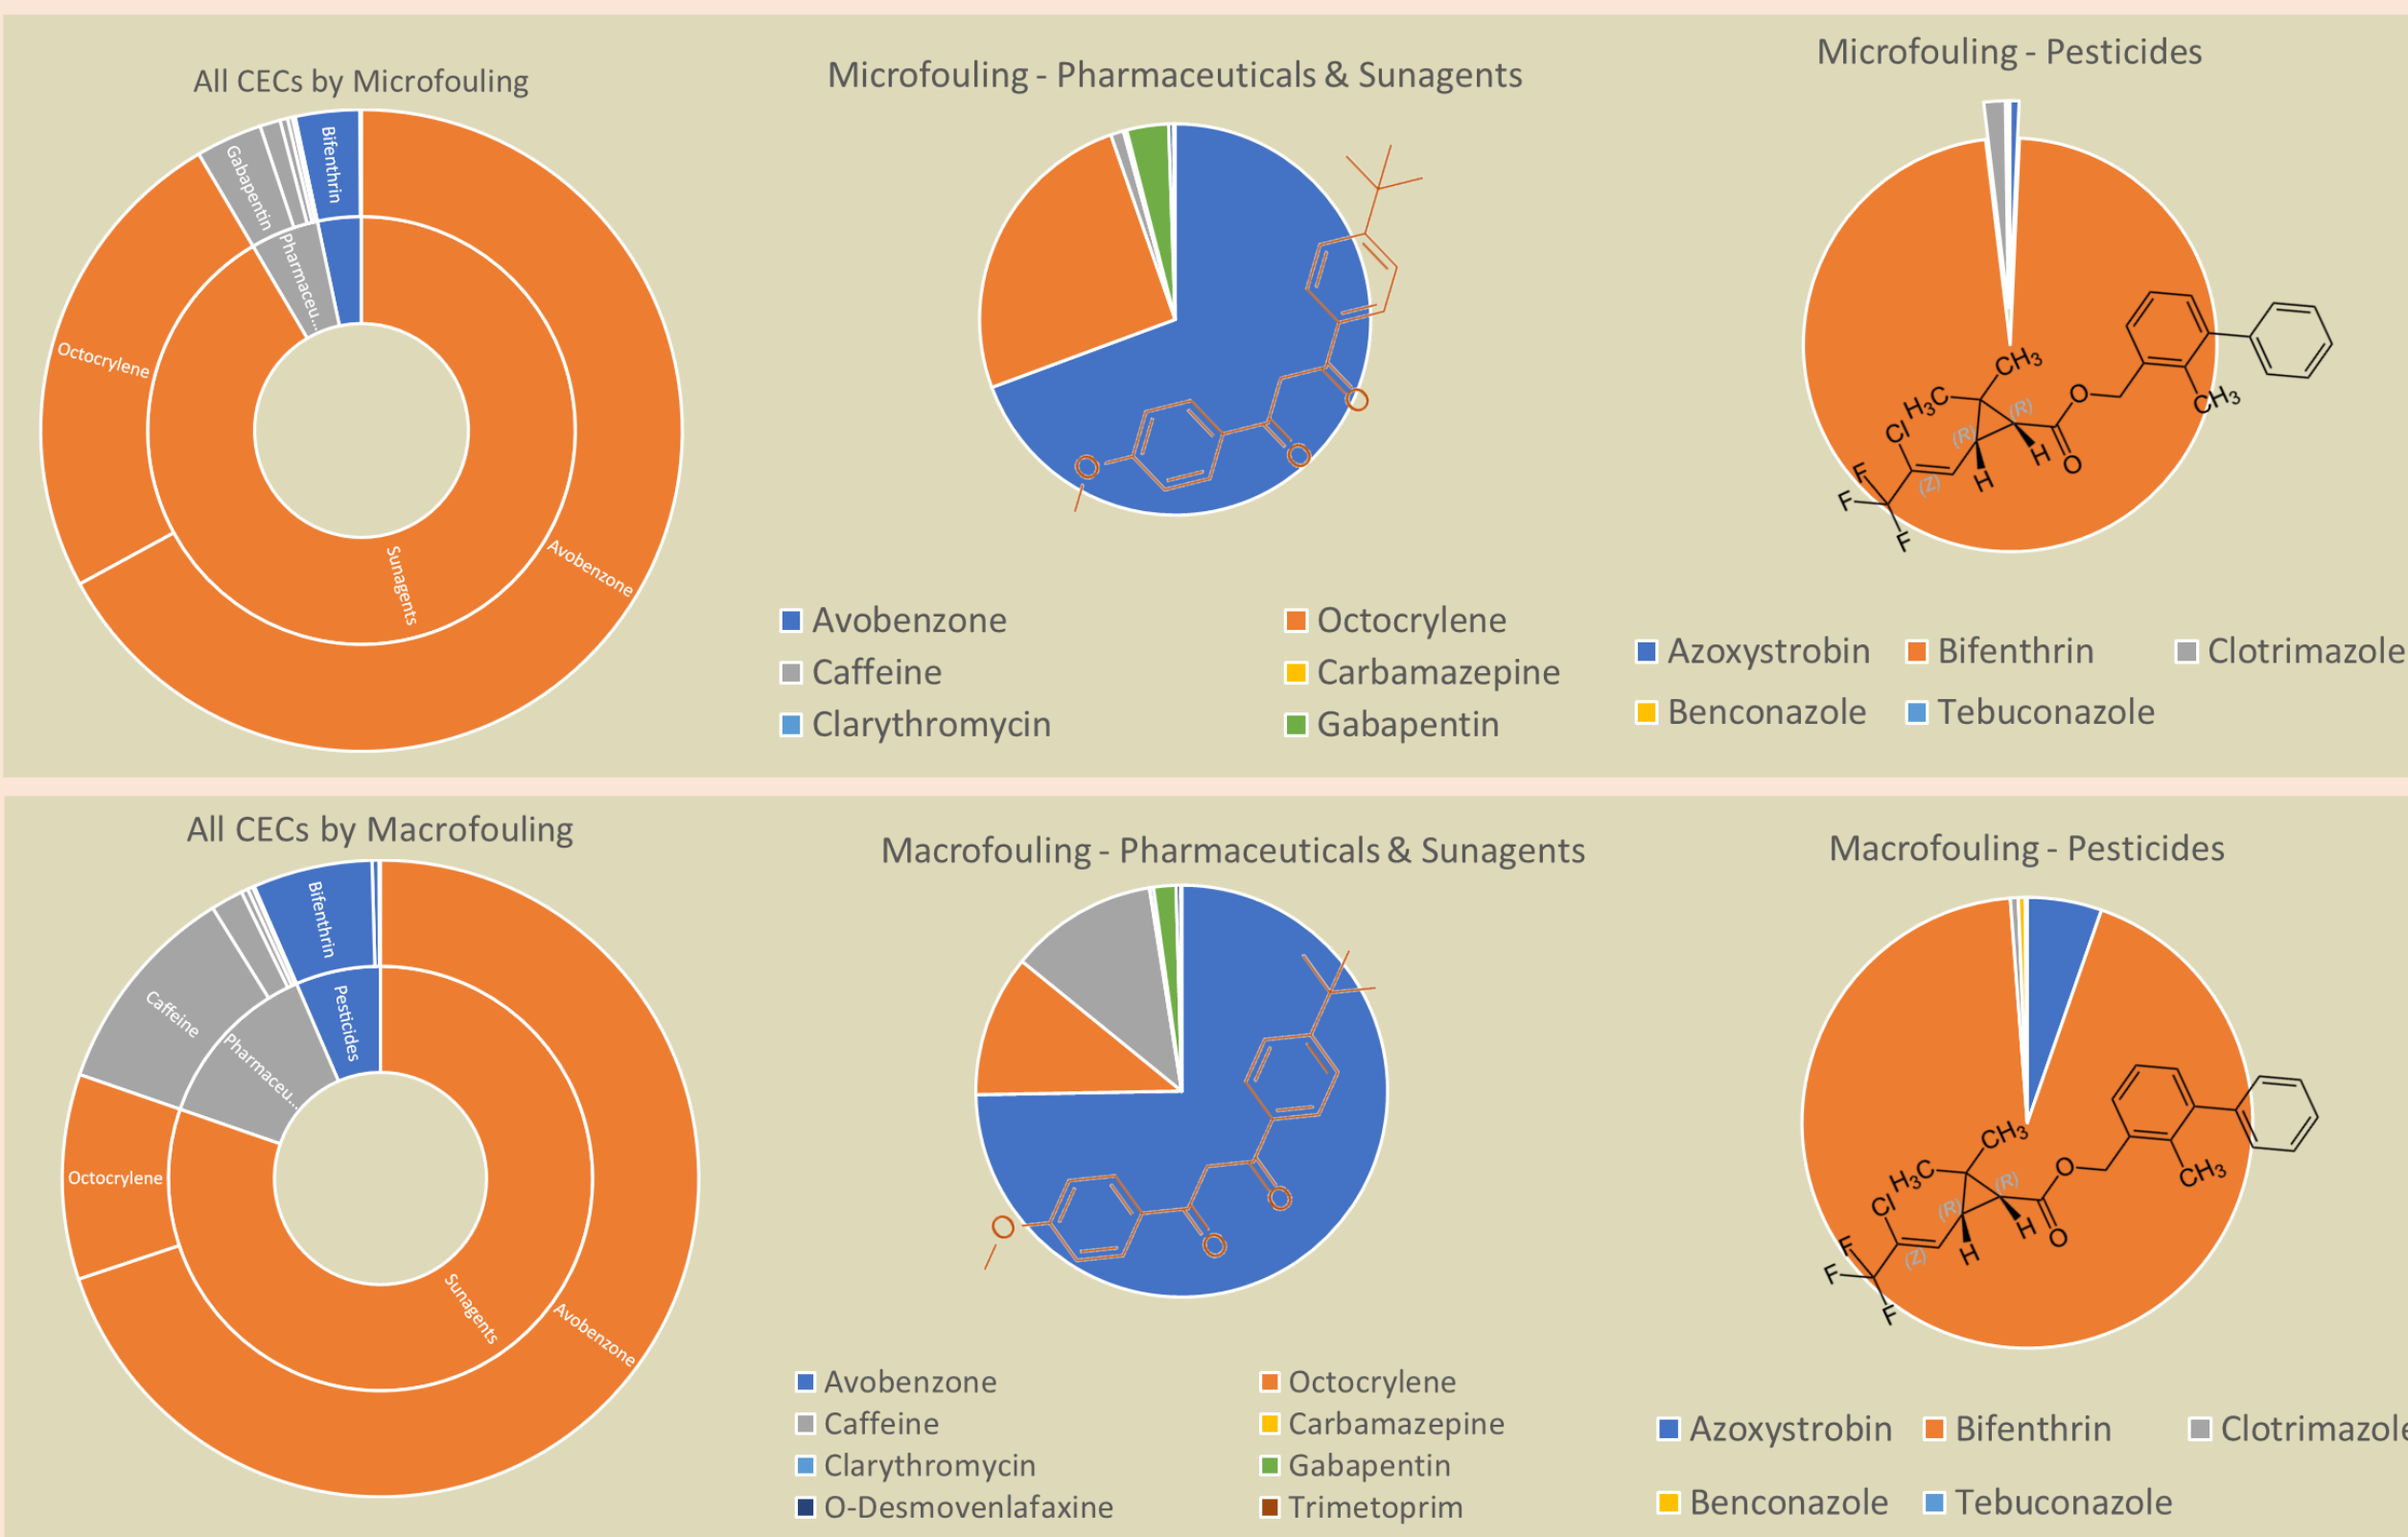 All CECs by Microfouling
Bifenthrin
Gabapentin
Pharmaceu...
Octocrylene
Sunagents
Avobenzone
Microfouling - Pharmaceuticals & Sunagents
O
O
O
Avobenzone
Octocrylene
Caffeine
Carbamazepine
Clarythromycin
Gabapentin
Microfouling - Pesticides
CH3
H3C
O
(R)
CH3
Cl
(R)
H
O
F
(Z)
H
F
F
Azoxystrobin
Bifenthrin
Clotrimazole
Benconazole
Tebuconazole
All CECs by Macrofouling
Bifenthrin
Pesticides
Caffeine
Pharmaceu...
Octocrylene
Sunagents
Avobenzone
Macrofouling - Pharmaceuticals & Sunagents
O
O
O
Avobenzone
Octocrylene
Caffeine
Carbamazepine
Clarythromycin
Gabapentin
O-Desmovenlafaxine
Trimetoprim
Macrofouling - Pesticides
CH3
H3C
O
(R)
CH3
Cl
(R)
H
O
F
(Z)
H
F
F
Azoxystrobin
Bifenthrin
Clotrimazole
Benconazole
Tebuconazole